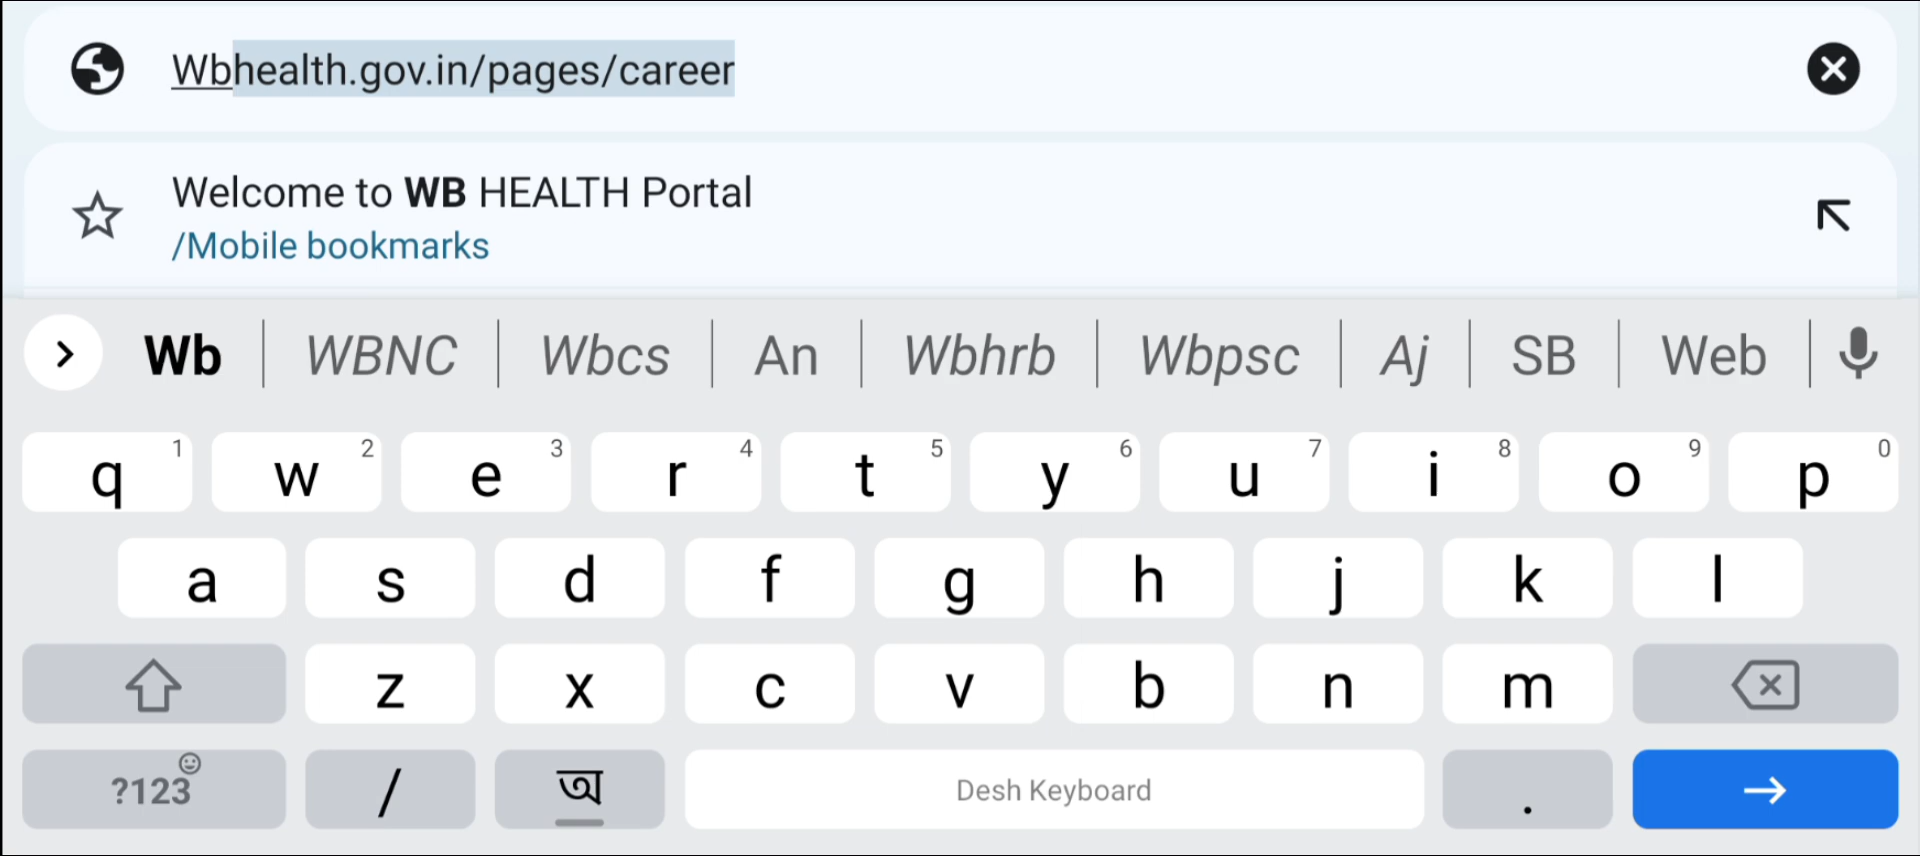 Wbhealth.gov.in/pages/career
Welcome to WB HEALTH Portal
/Mobile bookmarks
Wb WBNC Wbcs An Wbhrb Wbpsc Aj SB Web
q 1 w 2 e 3 r 4 t 5 y 6 u 7 i 8 o 9 p 0
a s d f g h j k l
z x c v b n m
?123 / অ Desh Keyboard .